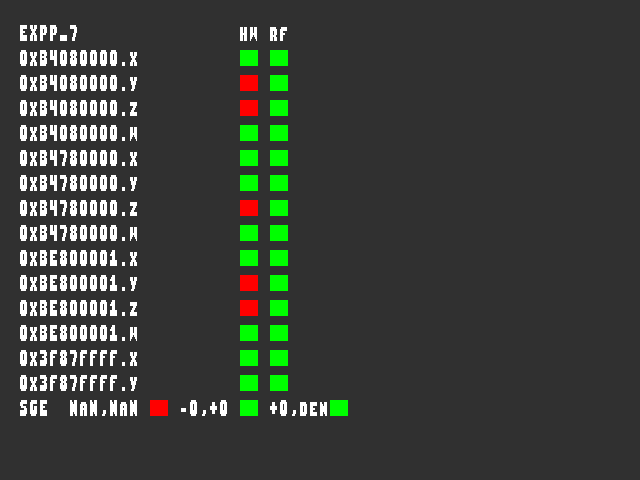 EXPP_7 HW RF
0xB4080000.x
0xB4080000.y
0xB4080000.z
0xB4080000.w
0xB4780000.x
0xB4780000.y
0xB4780000.z
0xB4780000.w
0xBE800001.x
0xBE800001.y
0xBE800001.z
0xBE800001.w
0x3F87FFFF.x
0x3F87FFFF.y
SGE NaN,NaN -0,+0 +0,DEN